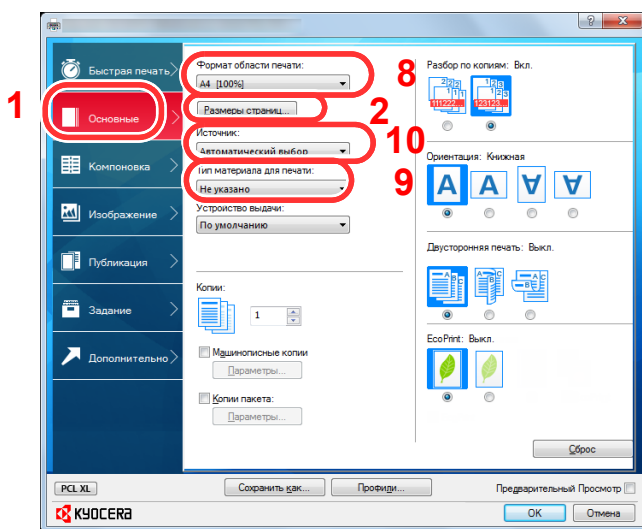 Быстрая печать
1
Основные
Компоновка
Изображение
Публикация
Задание
Дополнительно
Формат области печати:
A4 [100%]
8
Размеры страниц...
2
Источник:
Автоматический выбор
10
Тип материала для печати:
Не указано
9
Устройство выдачи:
По умолчанию
Копии:
1
Машинописные копии
Параметры...
Копии пакета:
Параметры...
Разбор по копиям: Вкл.
111222
123123
Ориентация: Книжная
A A A A
Двусторонняя печать: Выкл.
A B C
A B C
A B C
EcoPrint: Выкл.
Сброс
PCL XL
Сохранить как...
Профили...
Предварительный Просмотр
KYOCERA
OK
Отмена